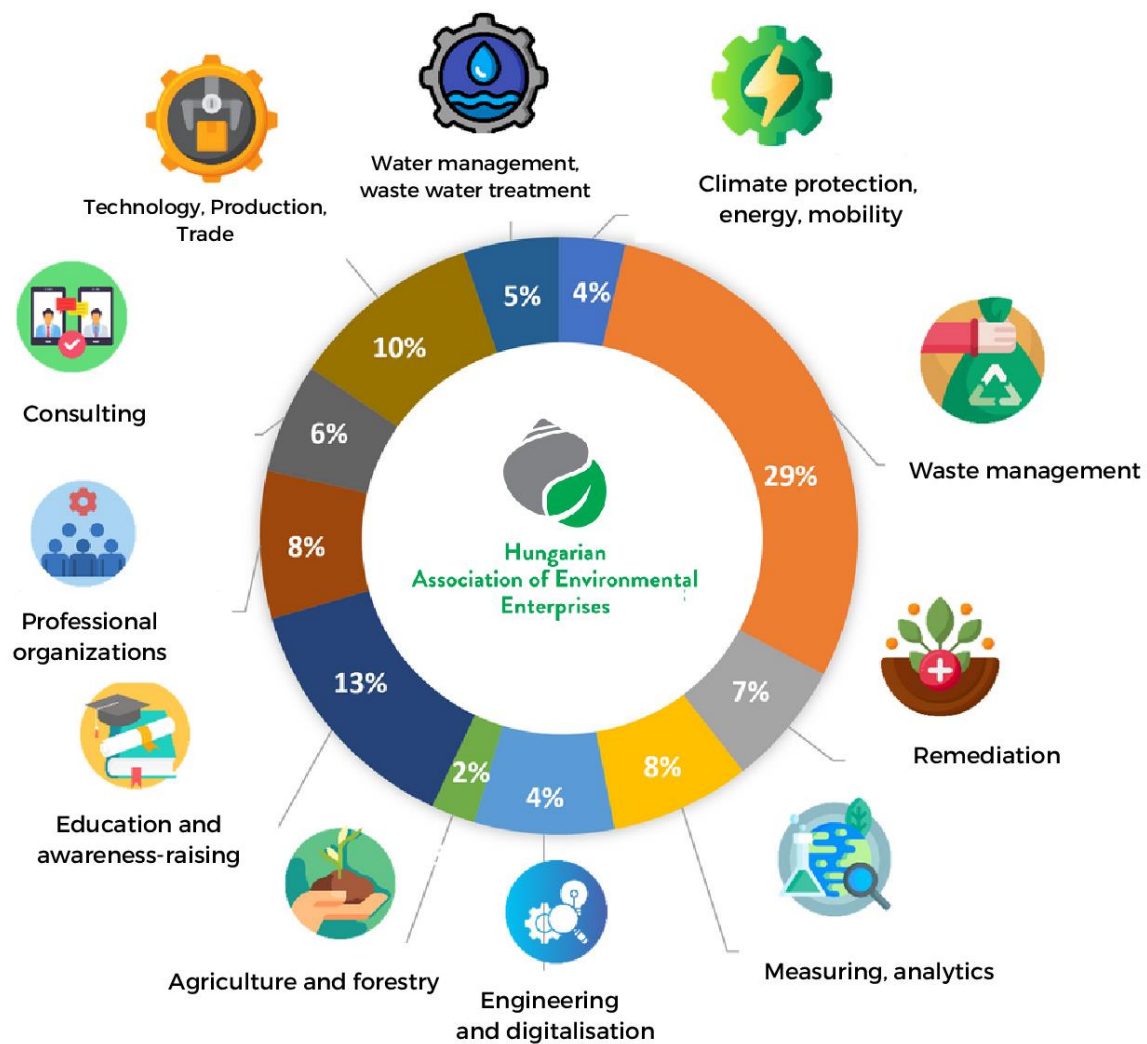 Water management,
waste water treatment
Climate protection,
energy, mobility
Technology, Production,
Trade
5%
4%
10%
Consulting
6%
29%
Waste management
Hungarian
Association of Environmental
Enterprises
8%
Professional
organizations
13%
7%
Remediation
2%
4%
8%
Education and
awareness-raising
Agriculture and forestry
Engineering
and digitalisation
Measuring, analytics